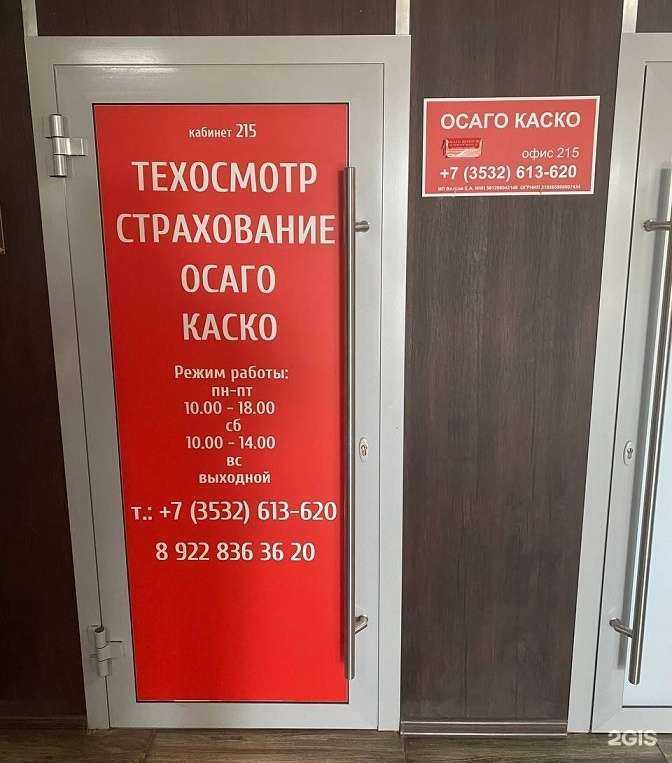 кабинет 215
ТЕХОСМОТР
СТРАХОВАНИЕ
ОСАГО
КАСКО
Режим работы:
пн-пт
10.00 - 18.00
сб
10.00 - 14.00
вс
выходной
т.: +7 (3532) 613-620
8 922 836 36 20
ОСАГО КАСКО
офис 215
+7 (3532) 613-620
2GIS